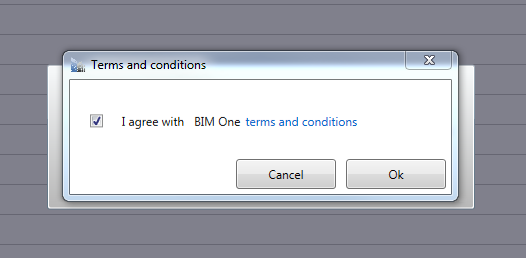 Terms and conditions
I agree with BIM One terms and conditions
Cancel Ok